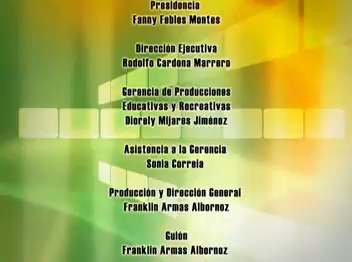 Presidencia
Fanny Febles Montes
Dirección Ejecutiva
Rodolfo Cardona Marrero
Gerencia de Producciones
Educativas y Recreativas
Diorely Mijares Jiménez
Asistencia a la Gerencia
Sonia Correia
Producción y Dirección General
Franklin Armas Albornoz
Guión
Franklin Armas Albornoz